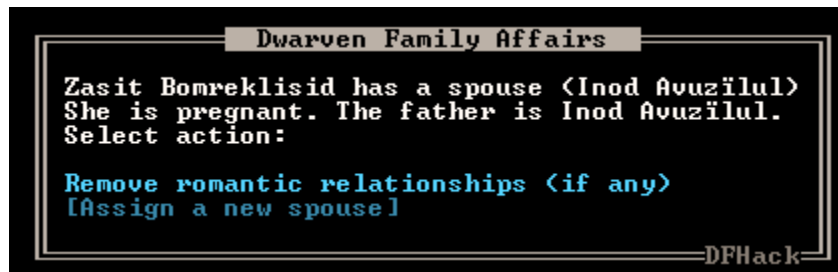 Dwarven Family Affairs
Zasit Bomreklisid has a spouse (Inod Avuzïlul)
She is pregnant. The father is Inod Avuzïlul.
Select action:
Remove romantic relationships (if any)
[Assign a new spouse]
DFHack